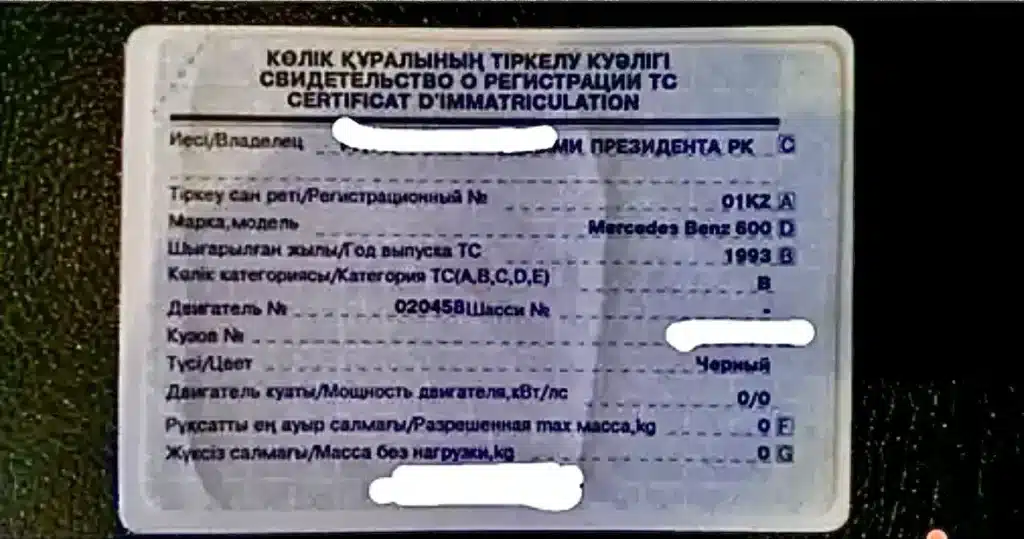 КӨЛІК ҚҰРАЛЫНЫҢ ТІРКЕЛУ КУӘЛІГІ
СВИДЕТЕЛЬСТВО О РЕГИСТРАЦИИ ТС
CERTIFICAT D'IMMATRICULATION
Иесі/Владелец ПРЕЗИДЕНТА РК C
Тіркеу сан реті/Регистрационный № 01KZ A
Марка,модель Mercedes Benz 600 D
Шығарылған жылы/Год выпуска ТС 1993 B
Көлік категориясы/Категория ТС(A,B,C,D,E) B
Двигатель № 020458 Шасси № -
Кузов №
Түсі/Цвет Черный
Двигатель куаты/Мощность двигателя,кВт/лс 0/0
Рұқсатты ең ауыр салмағы/Разрешенная max масса,kg 0 F
Жүксіз салмағы/Масса без нагрузки,kg 0 G